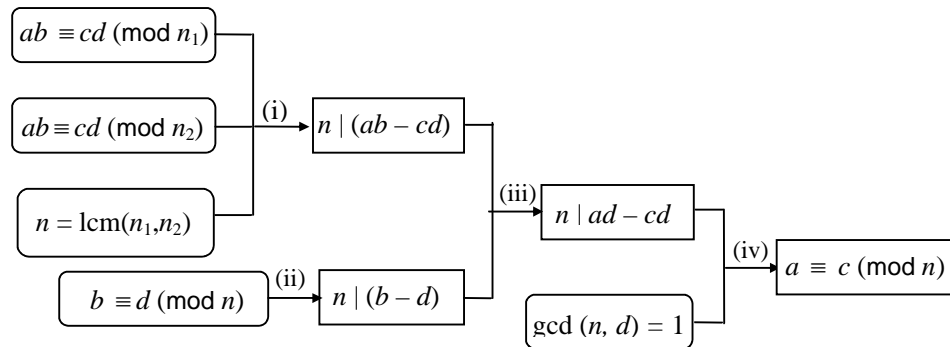 ab ≡ cd (mod n₁)
(i)
ab ≡ cd (mod n₂)
n | (ab – cd)
(iii)
n = lcm(n₁,n₂)
n | ad – cd
(iv)
a ≡ c (mod n)
(ii)
b ≡ d (mod n)
n | (b – d)
gcd (n, d) = 1